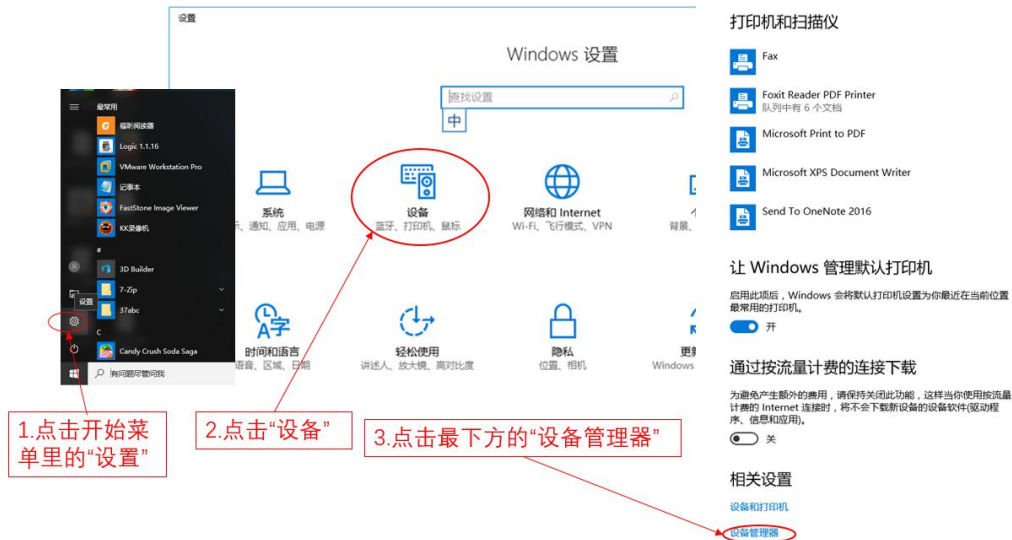 设置
Windows 设置
查找设置
中
最常用
福昕阅读器
Logic 1.1.16
VMware Workstation Pro
记事本
FastStone Image Viewer
KK录像机
#
3D Builder
7-Zip
设置
37abc
C
Candy Crush Soda Saga
有问题尽管问我
系统
通知、应用、电源
设备
蓝牙、打印机、鼠标
网络和 Internet
Wi-Fi、飞行模式、VPN
背景、
时间和语言
语音、区域、日期
轻松使用
讲述人、放大镜、高对比度
隐私
位置、相机
Windows
1.点击开始菜
单里的“设置”
2.点击“设备”
3.点击最下方的“设备管理器”
打印机和扫描仪
Fax
Foxit Reader PDF Printer
队列中有 6 个文档
Microsoft Print to PDF
Microsoft XPS Document Writer
Send To OneNote 2016
让 Windows 管理默认打印机
启用此项后，Windows 会将默认打印机设置为你最近在当前位置
最常用的打印机。
开
通过按流量计费的连接下载
为避免产生额外的费用，请保持关闭此功能，这样当你使用按流量
计费的 Internet 连接时，将不会下载新设备的设备软件(驱动程
序、信息和应用)。
关
相关设置
设备和打印机
设备管理器